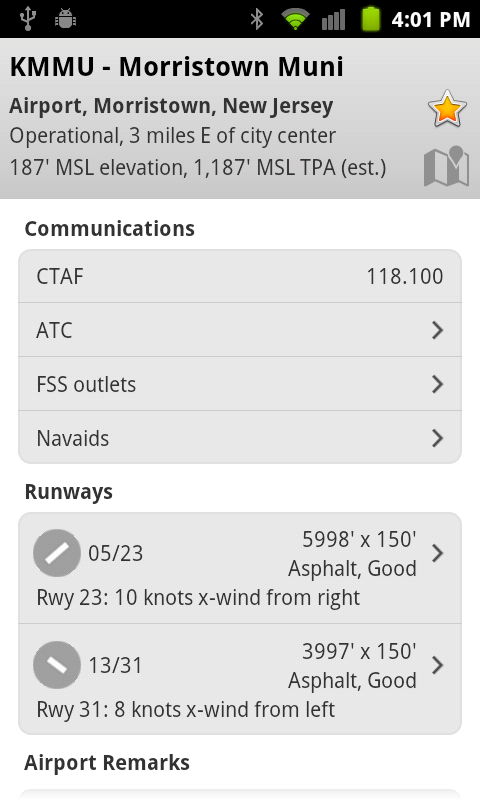 4:01 PM
KMMU - Morristown Muni
Airport, Morristown, New Jersey
Operational, 3 miles E of city center
187' MSL elevation, 1,187' MSL TPA (est.)
Communications
CTAF 118.100
ATC
FSS outlets
Navaids
Runways
05/23 5998' x 150'
Asphalt, Good
Rwy 23: 10 knots x-wind from right
13/31 3997' x 150'
Asphalt, Good
Rwy 31: 8 knots x-wind from left
Airport Remarks